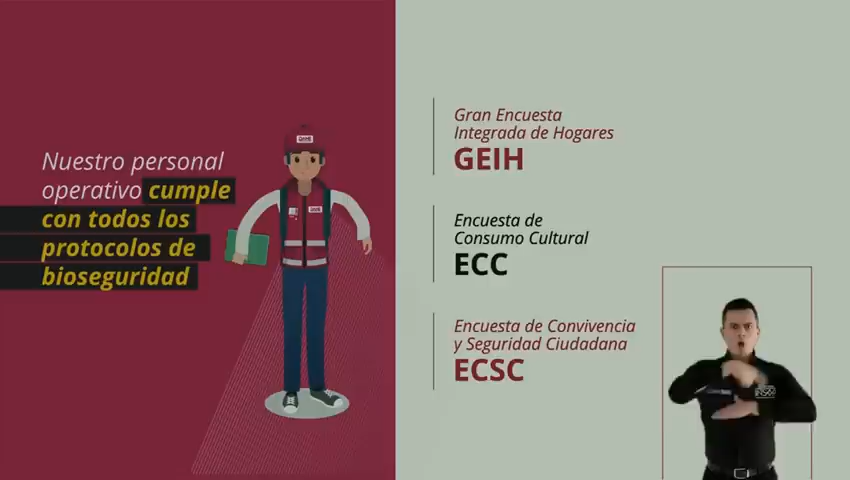 Nuestro personal
operativo cumple
con todos los
protocolos de
bioseguridad
Gran Encuesta
Integrada de Hogares
GEIH
Encuesta de
Consumo Cultural
ECC
Encuesta de Convivencia
y Seguridad Ciudadana
ECSC